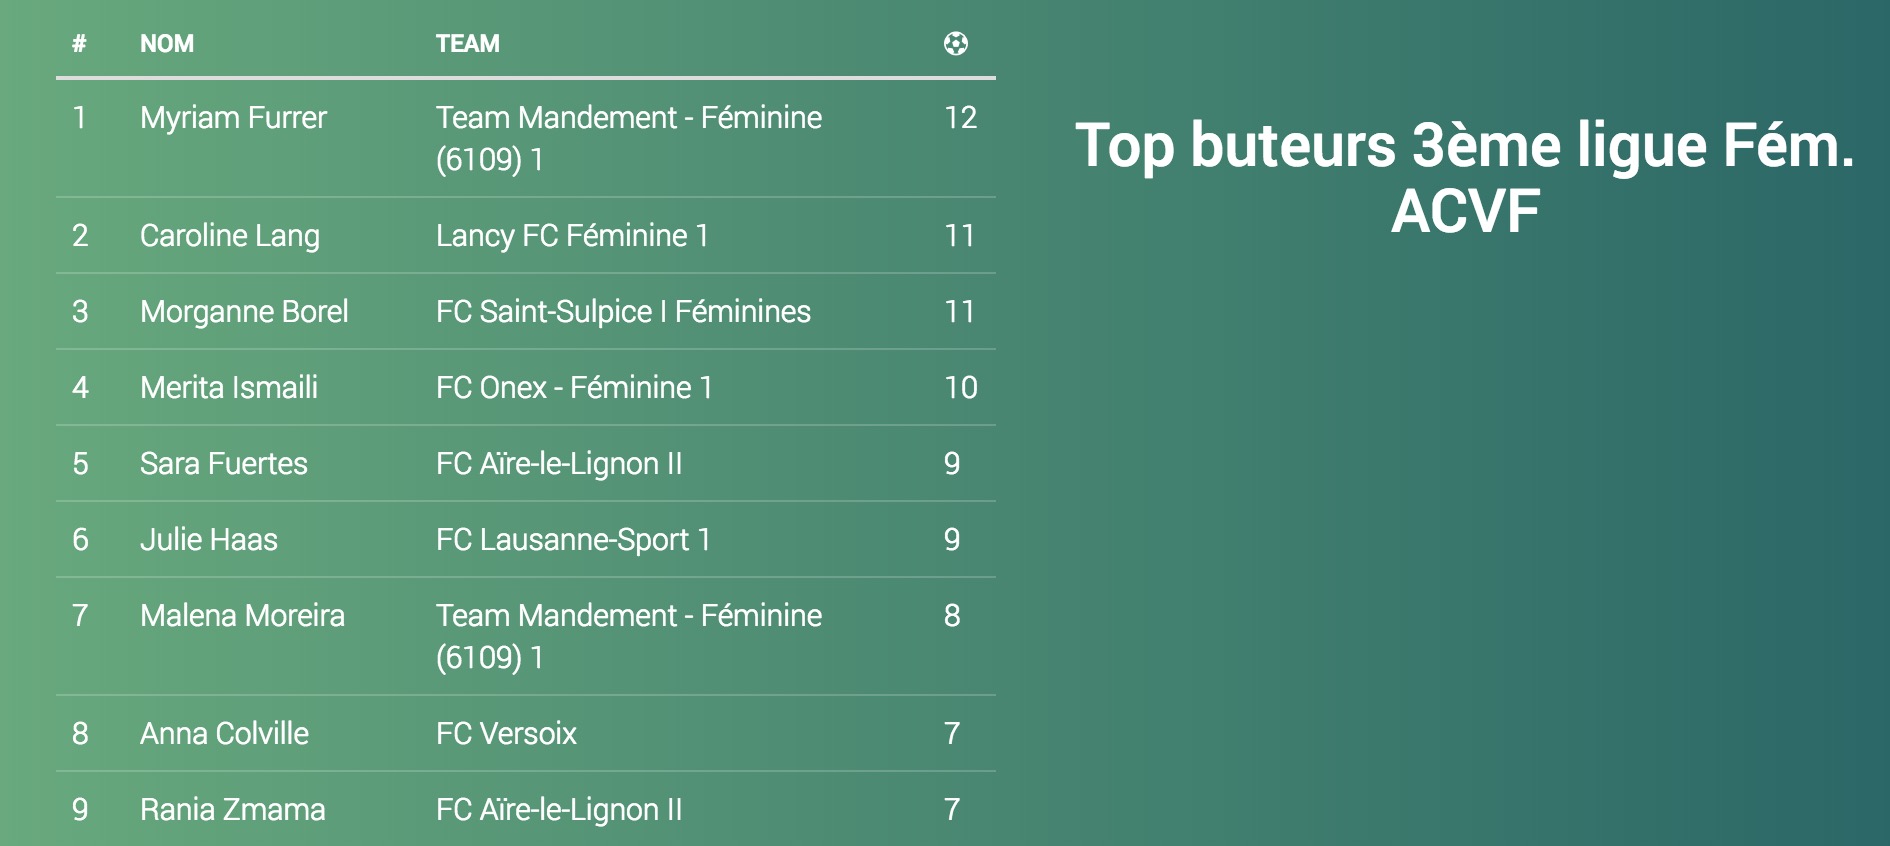 # NOM TEAM
1 Myriam Furrer Team Mandement - Féminine 12
(6109) 1
2 Caroline Lang Lancy FC Féminine 1 11
3 Morganne Borel FC Saint-Sulpice I Féminines 11
4 Merita Ismaili FC Onex - Féminine 1 10
5 Sara Fuertes FC Aïre-le-Lignon II 9
6 Julie Haas FC Lausanne-Sport 1 9
7 Malena Moreira Team Mandement - Féminine 8
(6109) 1
8 Anna Colville FC Versoix 7
9 Rania Zmama FC Aïre-le-Lignon II 7
Top buteurs 3ème ligue Fém.
ACVF